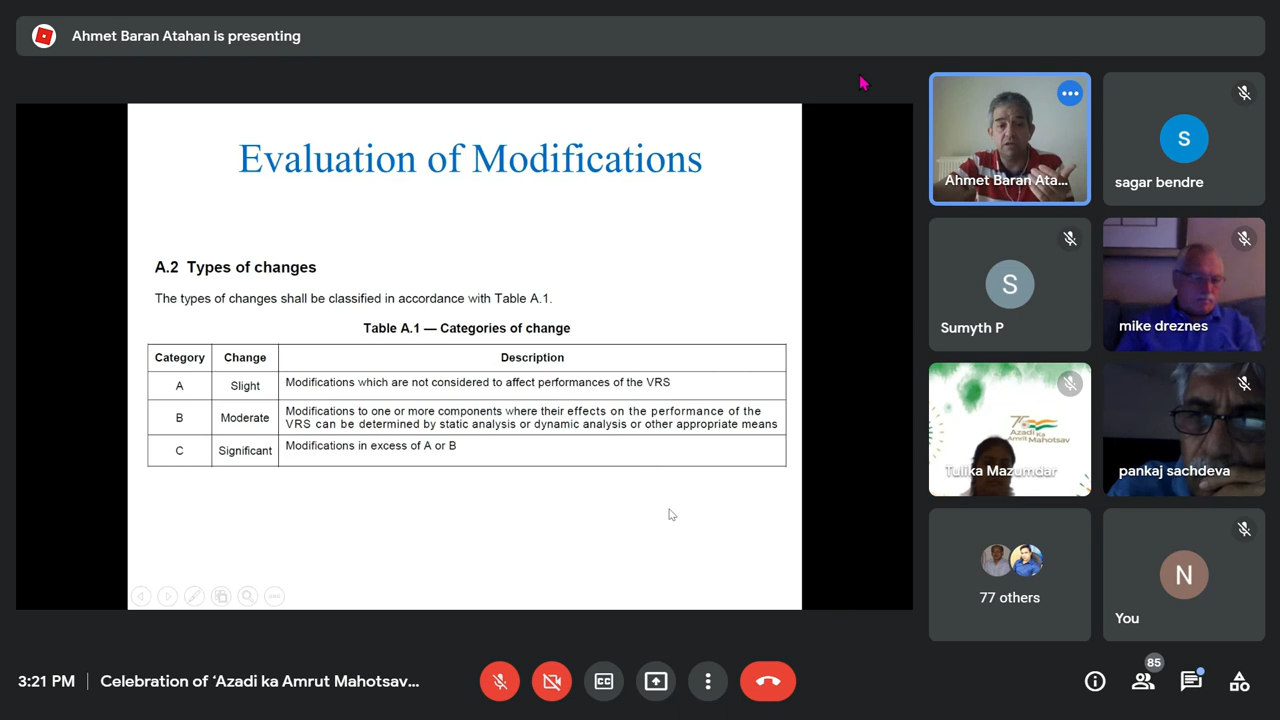 Ahmet Baran Atahan is presenting
Evaluation of Modifications
A.2 Types of changes
The types of changes shall be classified in accordance with Table A.1.
Table A.1 — Categories of change
Category Change Description
A Slight Modifications which are not considered to affect performances of the VRS
B Moderate Modifications to one or more components where their effects on the performance of the
VRS can be determined by static analysis or dynamic analysis or other appropriate means
C Significant Modifications in excess of A or B
Ahmet Baran Ata...
S
sagar bendre
S
Sumyth P
mike dreznes
75
Azadi Ka
Amrit Mahotsav
Tulika Mazumdar
pankaj sachdeva
77 others
N
You
3:21 PM
Celebration of ‘Azadi ka Amrut Mahotsav...
85